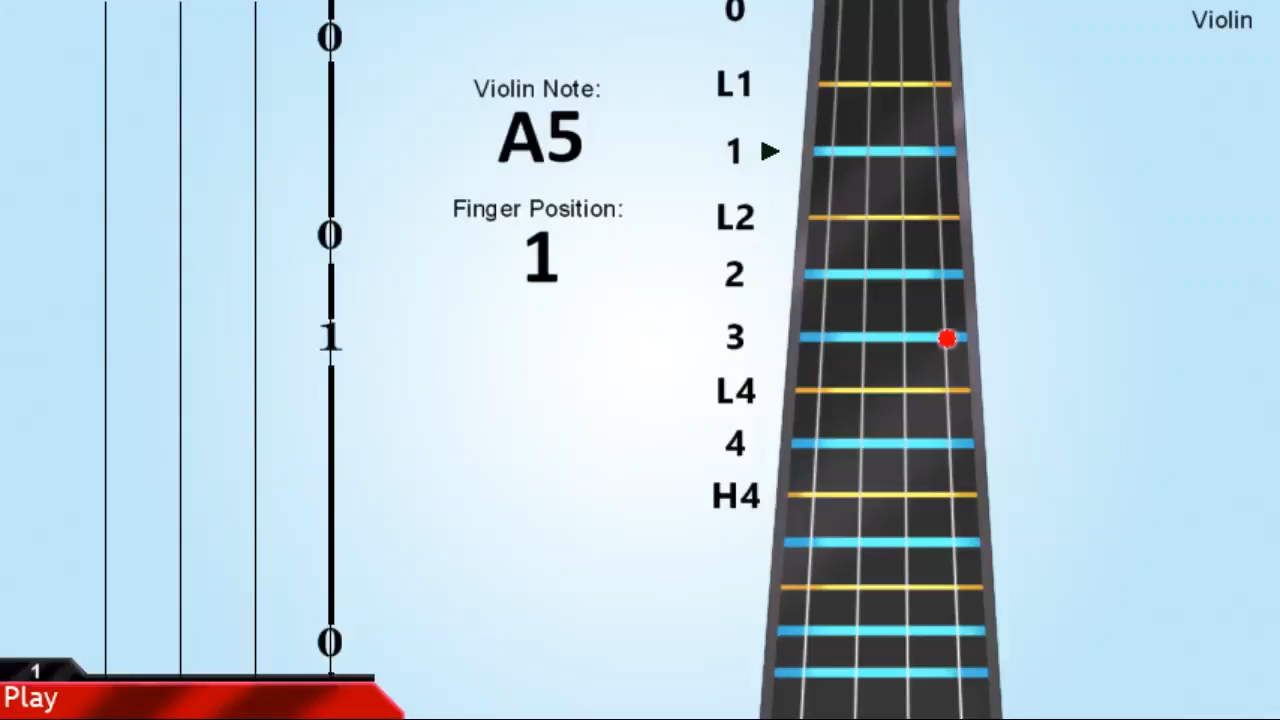 0
0
1
0
1
Play
Violin Note:
A5
Finger Position:
1
0
L1
1
L2
2
3
L4
4
H4
Violin